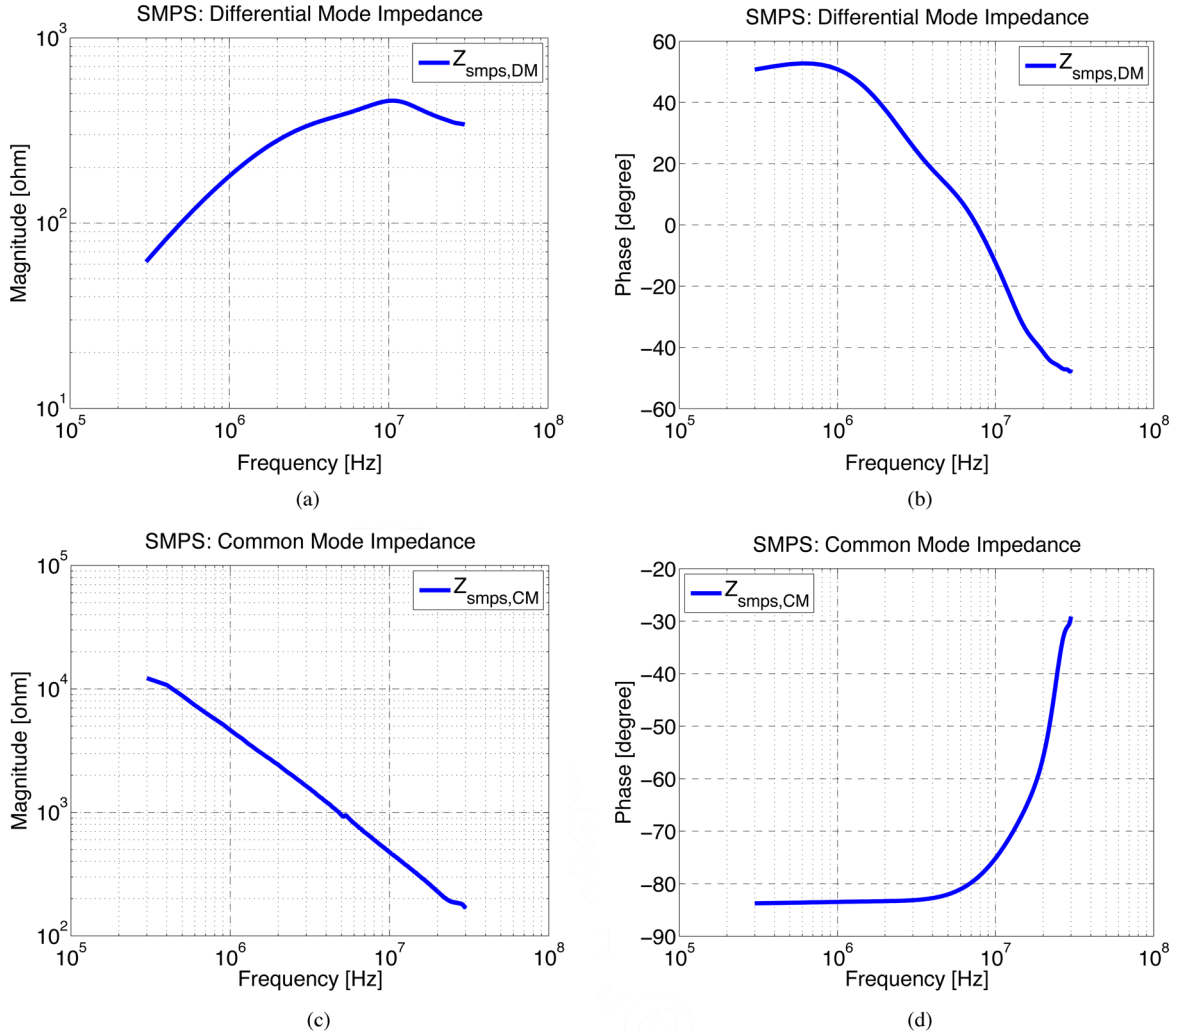 SMPS: Differential Mode Impedance
10^3
10^2
10^1
Magnitude [ohm]
Z_smps,DM
10^5 10^6 10^7 10^8
Frequency [Hz]
(a)
SMPS: Differential Mode Impedance
60
40
20
0
−20
−40
−60
Phase [degree]
Z_smps,DM
10^5 10^6 10^7 10^8
Frequency [Hz]
(b)
SMPS: Common Mode Impedance
10^5
10^4
10^3
10^2
Magnitude [ohm]
Z_smps,CM
10^5 10^6 10^7 10^8
Frequency [Hz]
(c)
SMPS: Common Mode Impedance
−20
−30
−40
−50
−60
−70
−80
−90
Phase [degree]
Z_smps,CM
10^5 10^6 10^7 10^8
Frequency [Hz]
(d)